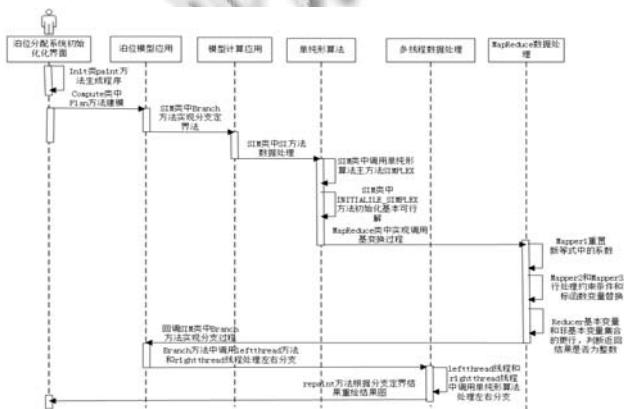 泊位分配系统初始
化化界面
泊位模型应用
模型计算应用
单纯形算法
多线程数据处理
MapReduce数据处
理
Init类paint方
法生成程序
Compute类中
Plan方法建模
SIM类中Branch
方法实现分支定
界法
SIM类中SI方法
数据处理
SIM类中调用单纯形
算法主方法SIMPLEX
SIM类中
INITIALILE_SIMPLEX
方法初始化基本可行
解
MapReduce类中实现调用
基变换过程
Mapper1重置
新等式中的系数
Mapper2和Mapper3
行处理约束条件和
标函数变量替换
Reducer基本变量
和非基本变量集合
的更行，判断返回
结果是否为整数
回调SIM类中Branch
方法实现分支过程
Branch方法中调用leftthread方法
和rightthread线程处理左右分支
leftthread线程和
rightthread线程
中调用单纯形算法
处理左右分支
repaint方法根据分支定界结
果重绘结果图